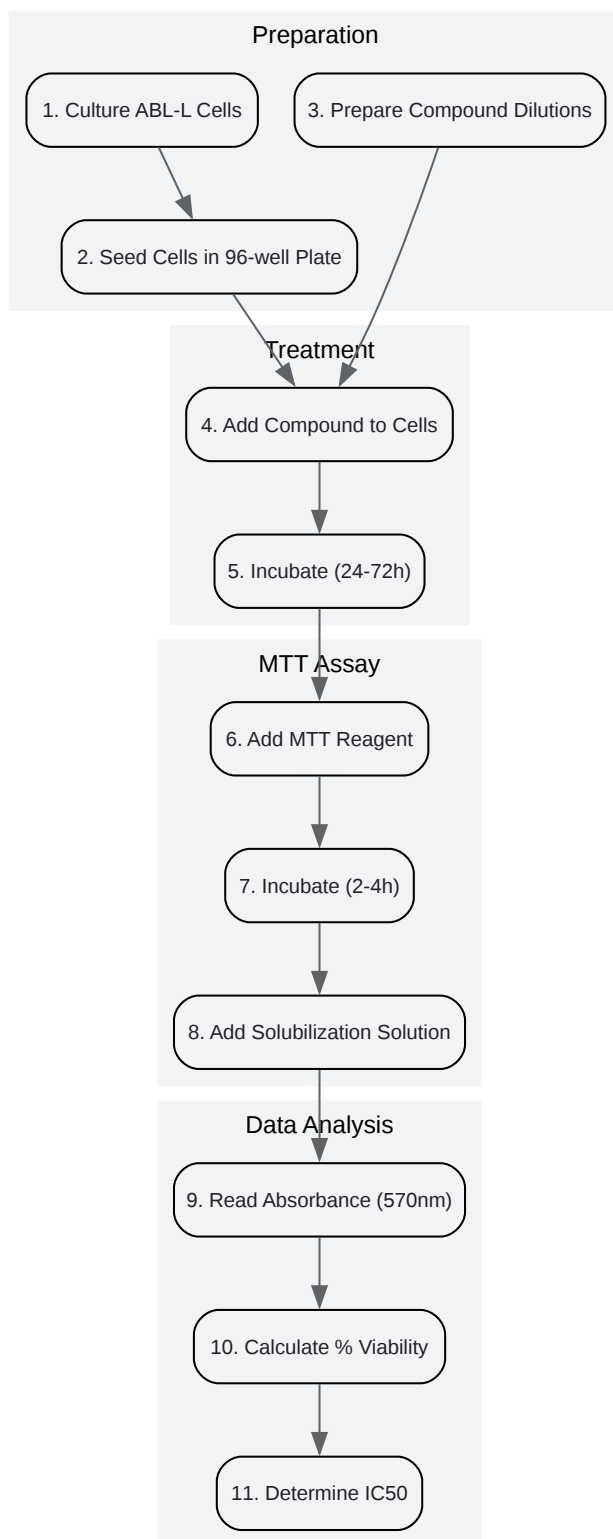 Preparation
1. Culture ABL-L Cells
3. Prepare Compound Dilutions
2. Seed Cells in 96-well Plate
Treatment
4. Add Compound to Cells
5. Incubate (24-72h)
MTT Assay
6. Add MTT Reagent
7. Incubate (2-4h)
8. Add Solubilization Solution
Data Analysis
9. Read Absorbance (570nm)
10. Calculate % Viability
11. Determine IC50